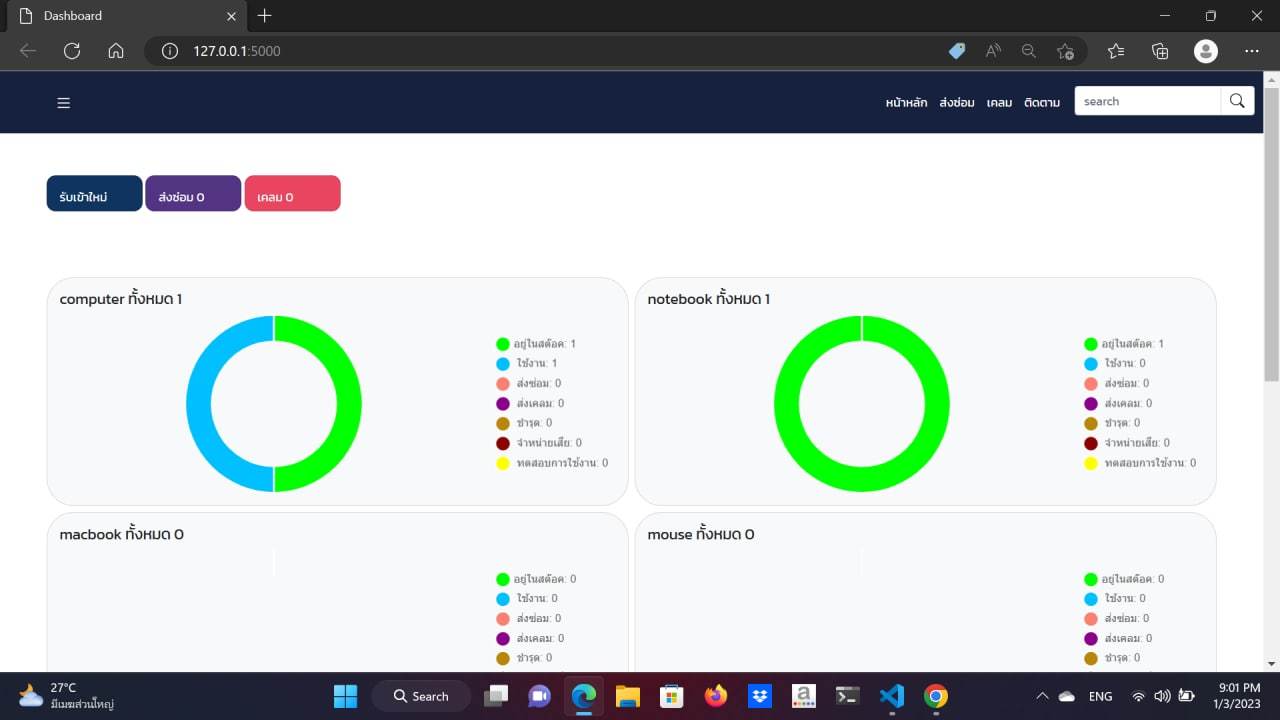 Dashboard
127.0.0.1:5000
หน้าหลัก ส่งซ่อม เคลม ติดตาม search
รับเข้าใหม่ ส่งซ่อม 0 เคลม 0
computer ทั้งหมด 1
อยู่ในสต๊อค: 1
ใช้งาน: 1
ส่งซ่อม: 0
ส่งเคลม: 0
ชำรุด: 0
จำหน่ายเสีย: 0
ทดสอบการใช้งาน: 0
notebook ทั้งหมด 1
อยู่ในสต๊อค: 1
ใช้งาน: 0
ส่งซ่อม: 0
ส่งเคลม: 0
ชำรุด: 0
จำหน่ายเสีย: 0
ทดสอบการใช้งาน: 0
macbook ทั้งหมด 0
อยู่ในสต๊อค: 0
ใช้งาน: 0
ส่งซ่อม: 0
ส่งเคลม: 0
ชำรุด: 0
mouse ทั้งหมด 0
อยู่ในสต๊อค: 0
ใช้งาน: 0
ส่งซ่อม: 0
ส่งเคลม: 0
ชำรุด: 0
27°C
มีเมฆส่วนใหญ่
Search
ENG
9:01 PM
1/3/2023